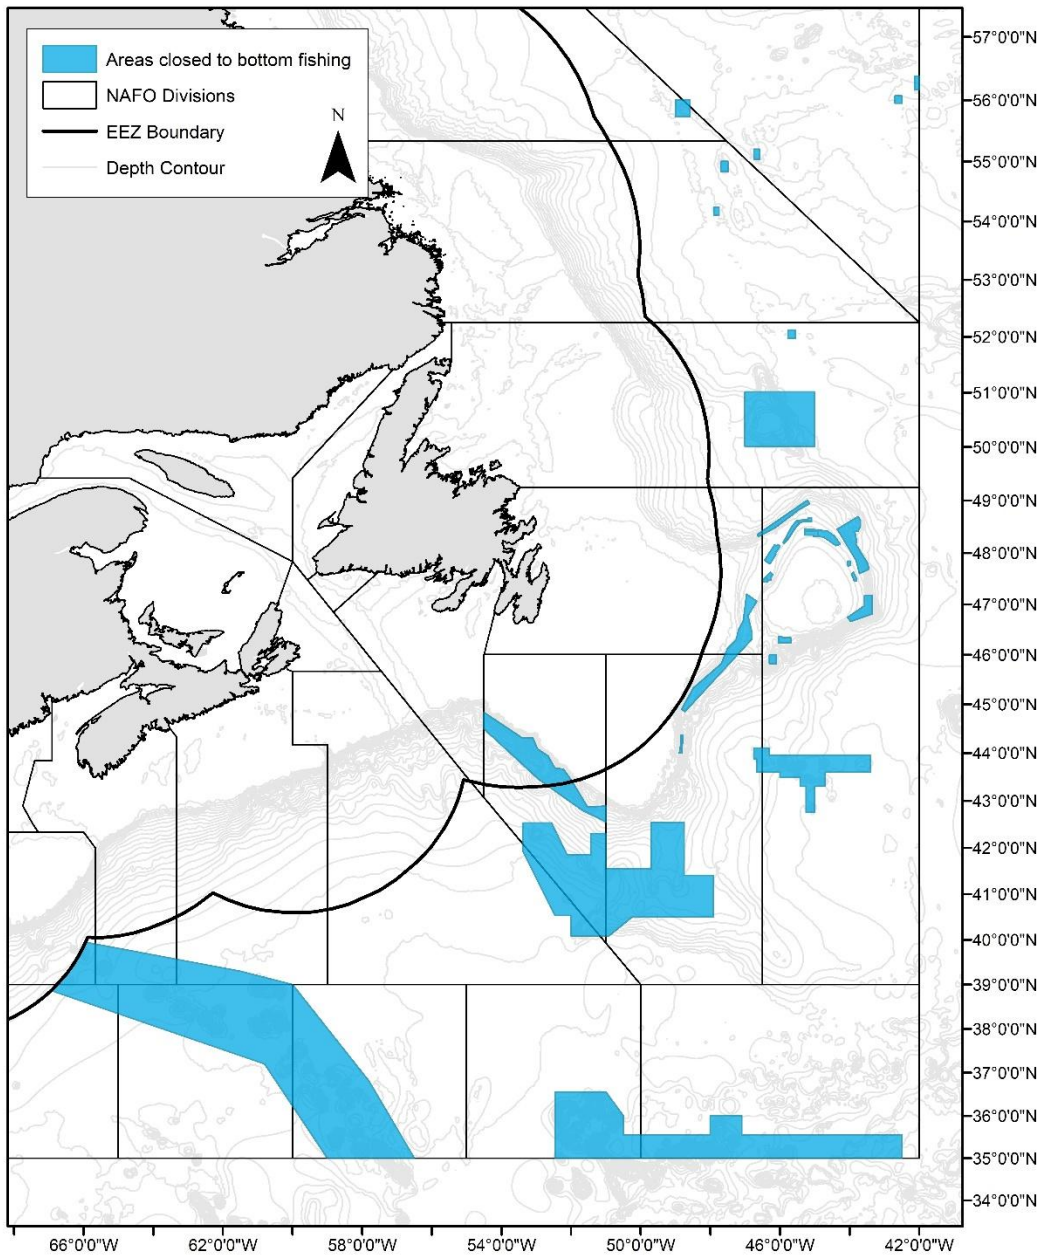 Areas closed to bottom fishing
NAFO Divisions
EEZ Boundary
Depth Contour
N
57°0'0"N
56°0'0"N
55°0'0"N
54°0'0"N
53°0'0"N
52°0'0"N
51°0'0"N
50°0'0"N
49°0'0"N
48°0'0"N
47°0'0"N
46°0'0"N
45°0'0"N
44°0'0"N
43°0'0"N
42°0'0"N
41°0'0"N
40°0'0"N
39°0'0"N
38°0'0"N
37°0'0"N
36°0'0"N
35°0'0"N
34°0'0"N
66°0'0"W 62°0'0"W 58°0'0"W 54°0'0"W 50°0'0"W 46°0'0"W 42°0'0"W